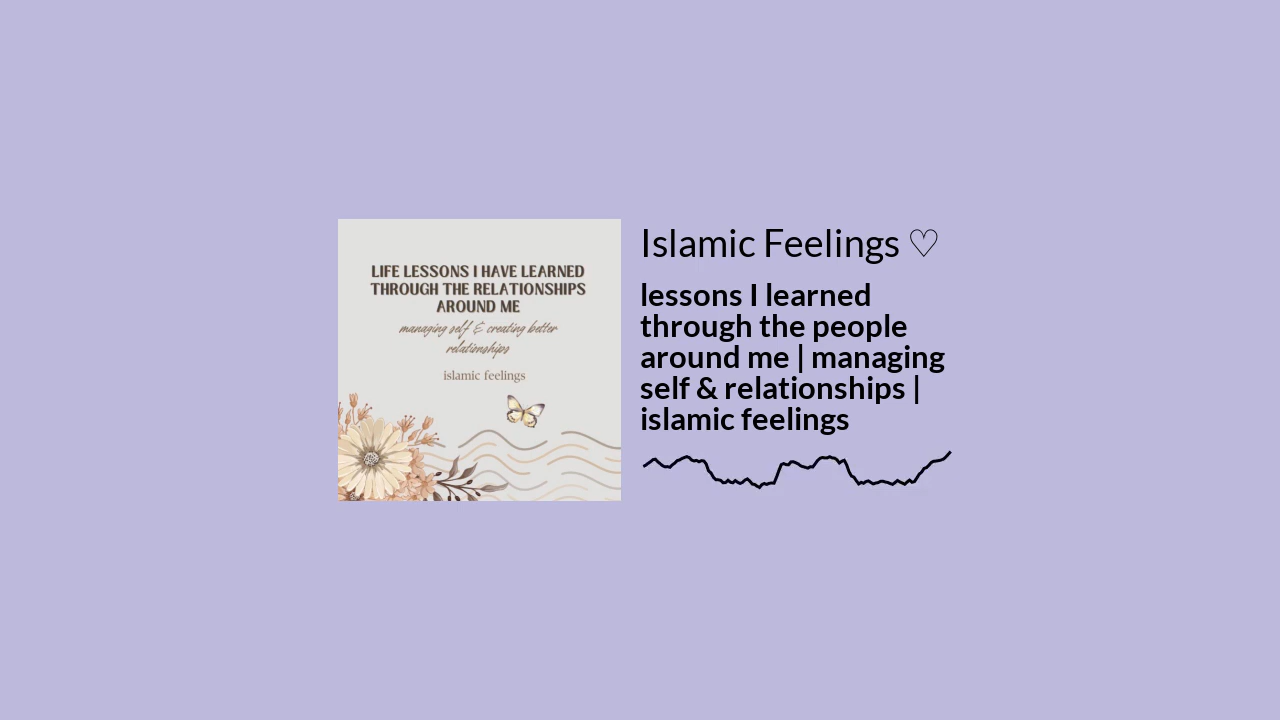 LIFE LESSONS I HAVE LEARNED
THROUGH THE RELATIONSHIPS
AROUND ME
managing self & creating better
relationships
islamic feelings
Islamic Feelings ♡
lessons I learned
through the people
around me | managing
self & relationships |
islamic feelings